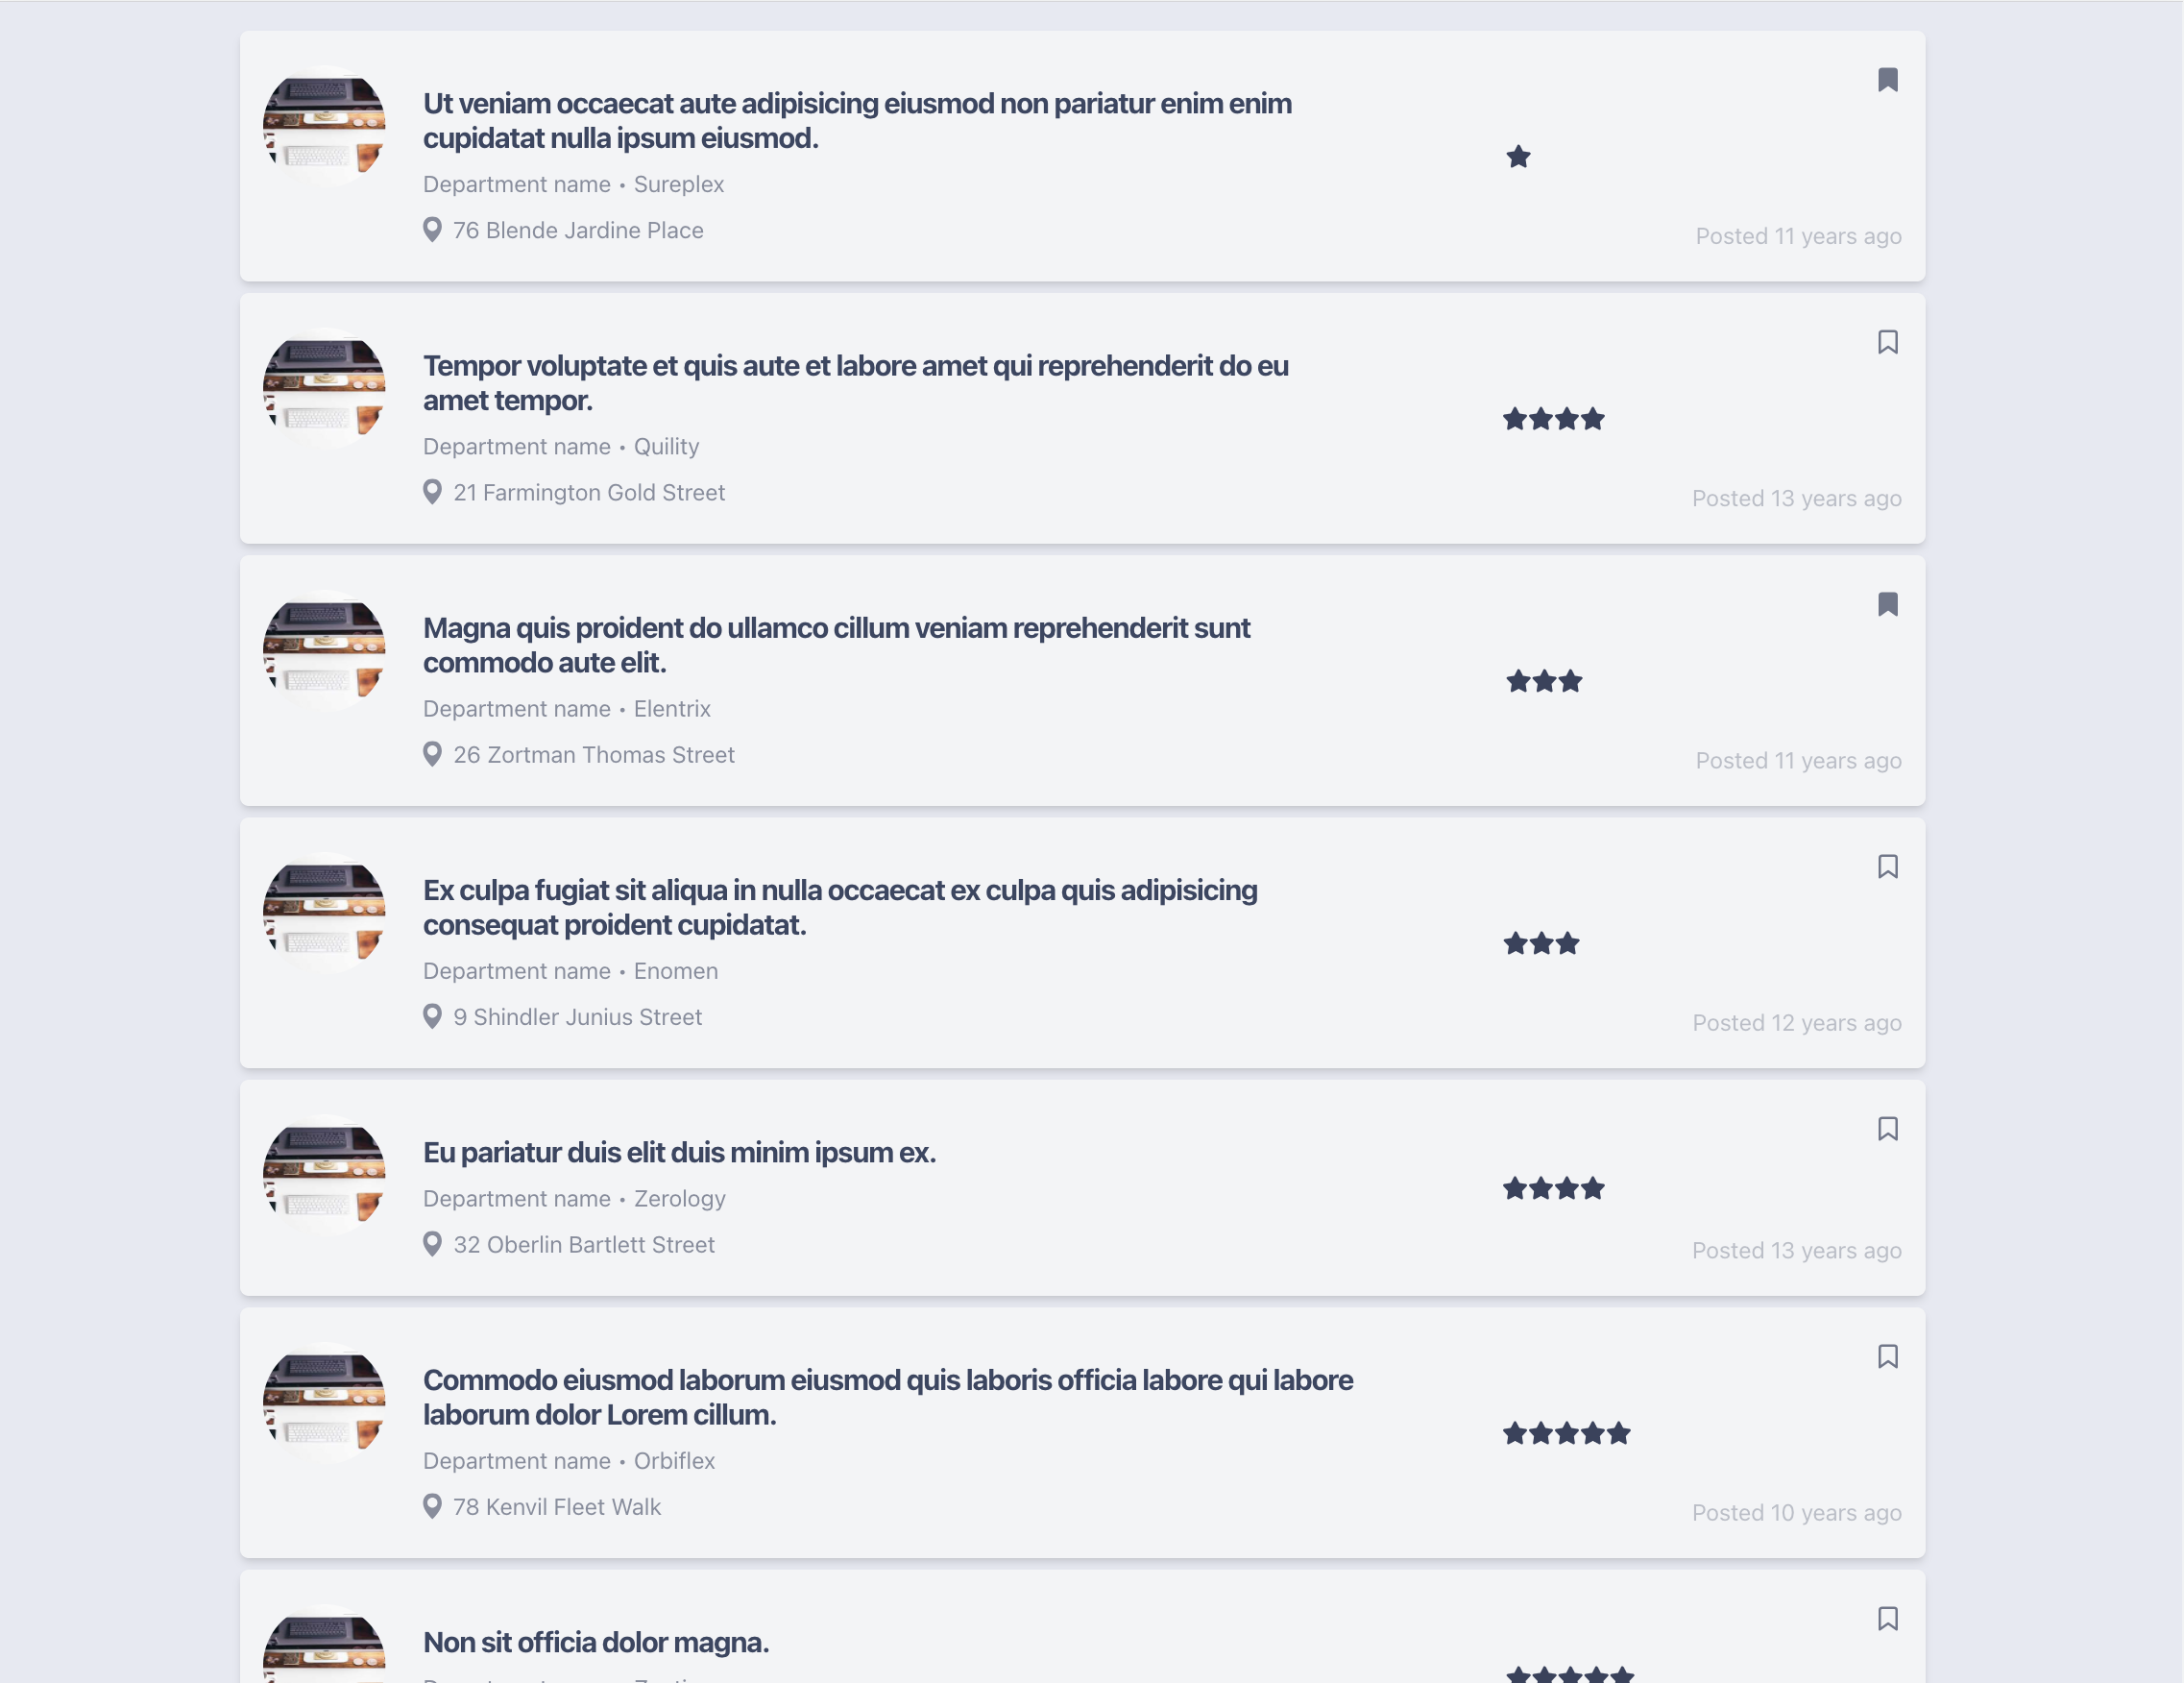 Ut veniam occaecat aute adipisicing eiusmod non pariatur enim enim
cupidatat nulla ipsum eiusmod.
Department name • Sureplex
76 Blende Jardine Place
Posted 11 years ago
Tempor voluptate et quis aute et labore amet qui reprehenderit do eu
amet tempor.
Department name • Quility
21 Farmington Gold Street
Posted 13 years ago
Magna quis proident do ullamco cillum veniam reprehenderit sunt
commodo aute elit.
Department name • Elentrix
26 Zortman Thomas Street
Posted 11 years ago
Ex culpa fugiat sit aliqua in nulla occaecat ex culpa quis adipisicing
consequat proident cupidatat.
Department name • Enomen
9 Shindler Junius Street
Posted 12 years ago
Eu pariatur duis elit duis minim ipsum ex.
Department name • Zerology
32 Oberlin Bartlett Street
Posted 13 years ago
Commodo eiusmod laborum eiusmod quis laboris officia labore qui labore
laborum dolor Lorem cillum.
Department name • Orbiflex
78 Kenvil Fleet Walk
Posted 10 years ago
Non sit officia dolor magna.